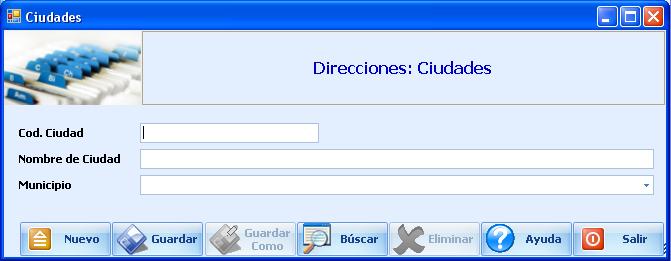 Ciudades
Direcciones: Ciudades
Cod. Ciudad
Nombre de Ciudad
Municipio
Nuevo
Guardar
Guardar
Como
Búscar
Eliminar
Ayuda
Salir